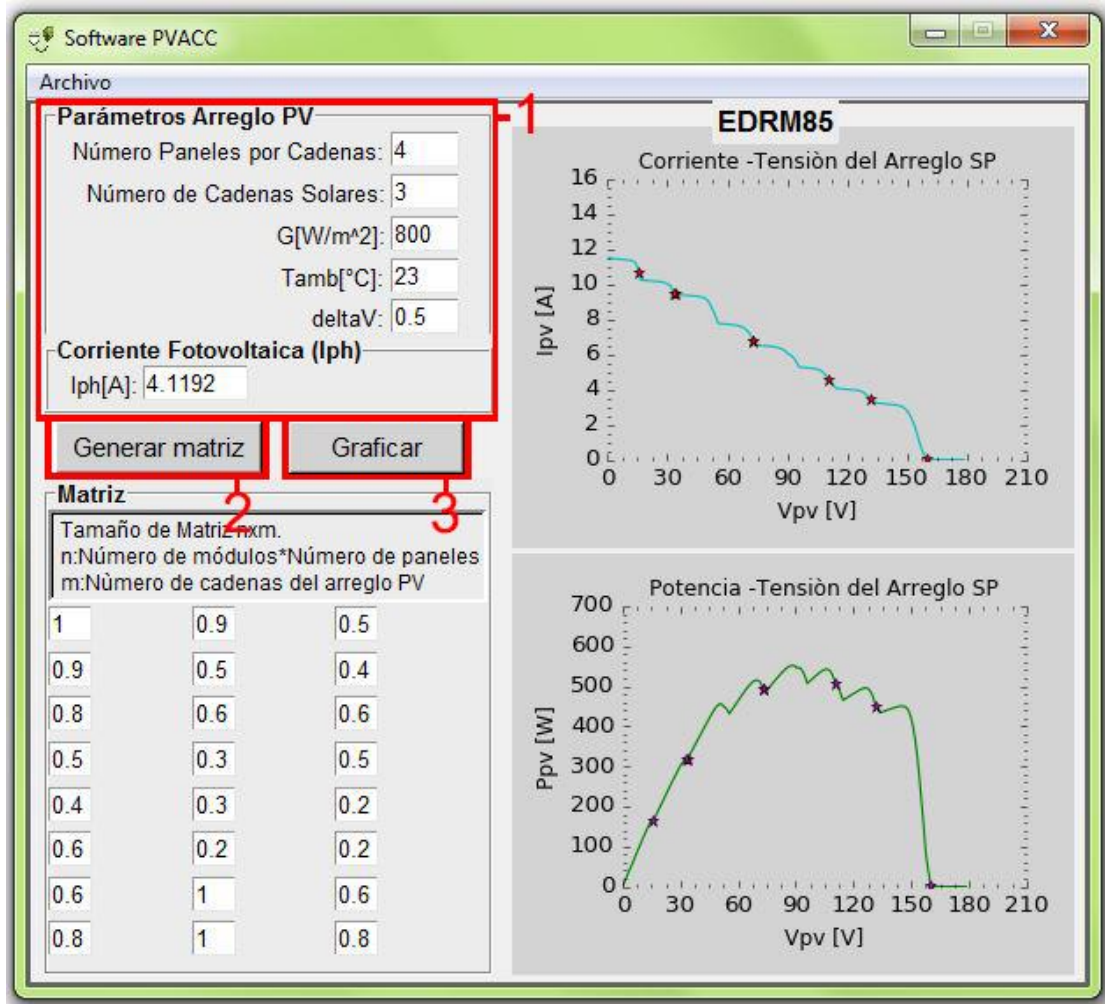 Software PVACC
Archivo
Parámetros Arreglo PV
Número Paneles por Cadenas: 4
Número de Cadenas Solares: 3
G[W/m^2]: 800
Tamb[°C]: 23
deltaV: 0.5
Corriente Fotovoltaica (Iph)
Iph[A]: 4.1192
1
Generar matriz
Graficar
2
3
Matriz
Tamaño de Matriz nxm.
n:Número de módulos*Número de paneles
m:Nùmero de cadenas del arreglo PV
1 0.9 0.5
0.9 0.5 0.4
0.8 0.6 0.6
0.5 0.3 0.5
0.4 0.3 0.2
0.6 0.2 0.2
0.6 1 0.6
0.8 1 0.8
EDRM85
Corriente -Tensiòn del Arreglo SP
16
14
12
10
8
6
4
2
0
Ipv [A]
0 30 60 90 120 150 180 210
Vpv [V]
Potencia -Tensiòn del Arreglo SP
700
600
500
400
300
200
100
0
Ppv [W]
0 30 60 90 120 150 180 210
Vpv [V]